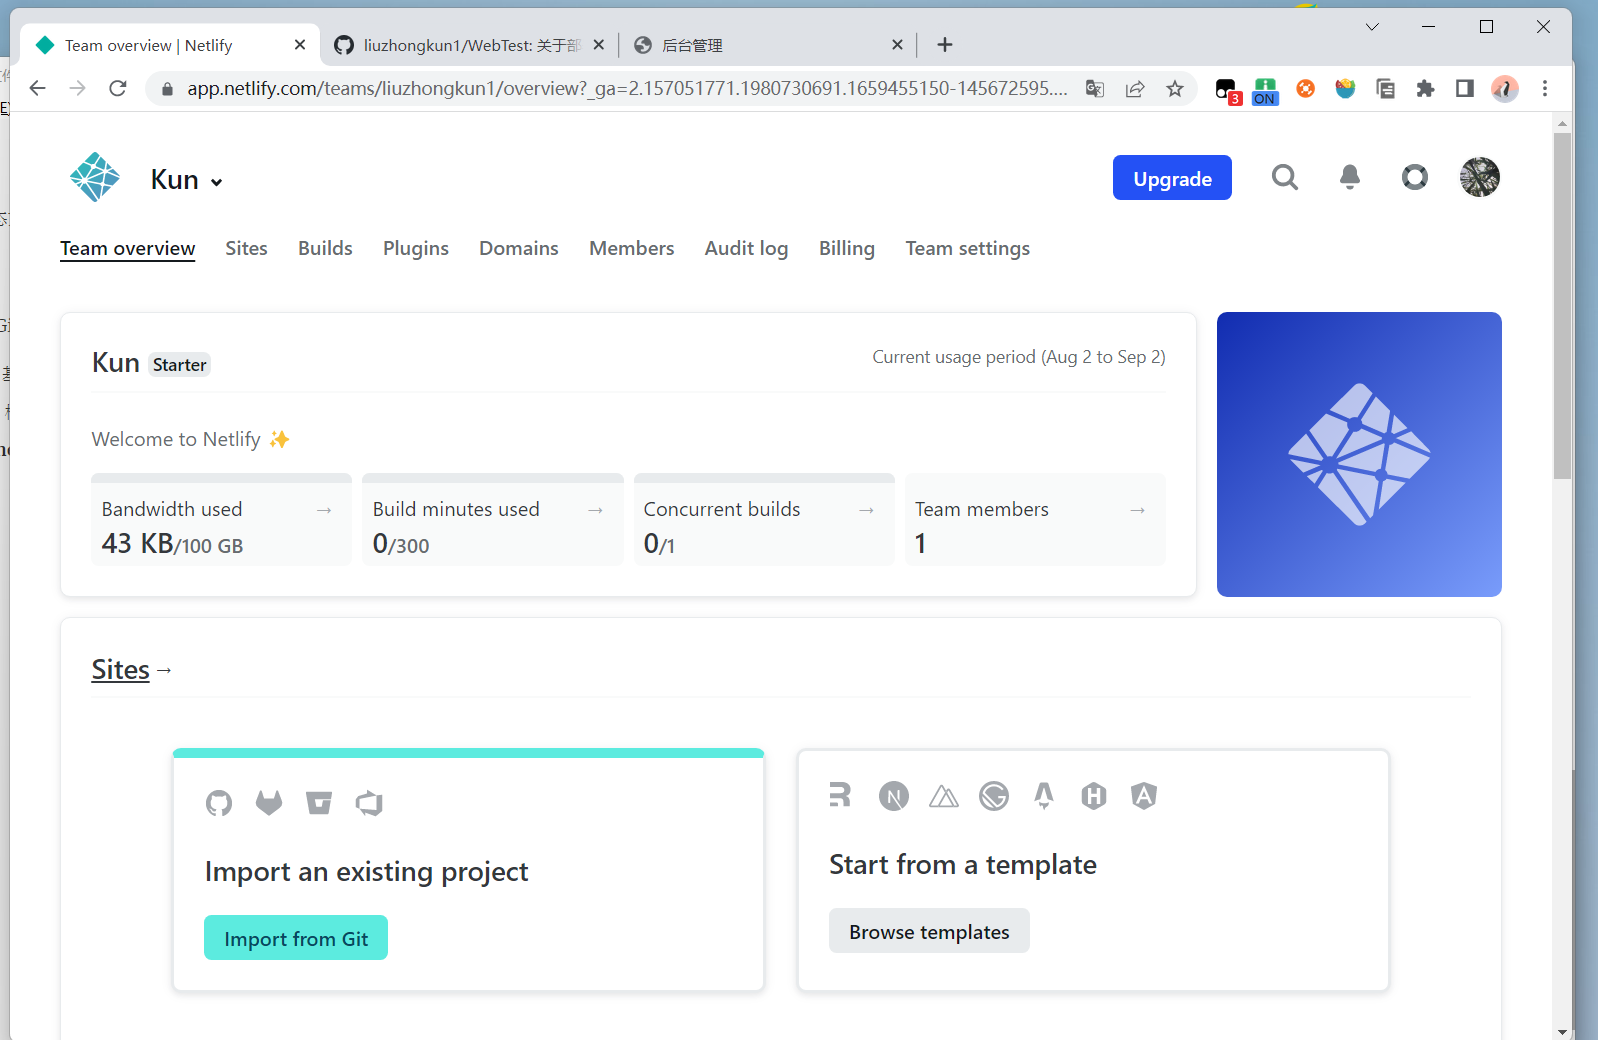 Team overview | Netlify
liuzhongkun1/WebTest: 关于部
后台管理
app.netlify.com/teams/liuzhongkun1/overview?_ga=2.157051771.1980730691.1659455150-145672595....
3
ON
Kun
Upgrade
Team overview Sites Builds Plugins Domains Members Audit log Billing Team settings
Kun Starter
Current usage period (Aug 2 to Sep 2)
Welcome to Netlify ✨
Bandwidth used →
43 KB/100 GB
Build minutes used →
0/300
Concurrent builds →
0/1
Team members →
1
Sites →
Import an existing project
Import from Git
Start from a template
Browse templates